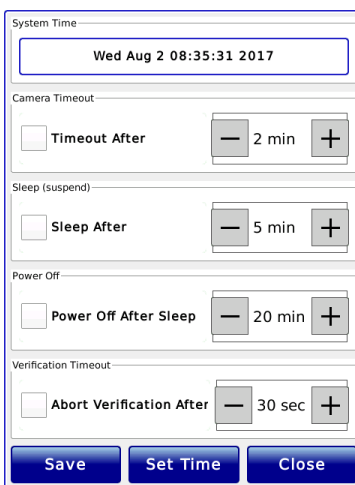 System Time
Wed Aug 2 08:35:31 2017
Camera Timeout
Timeout After − 2 min +
Sleep (suspend)
Sleep After − 5 min +
Power Off
Power Off After Sleep − 20 min +
Verification Timeout
Abort Verification After − 30 sec +
Save Set Time Close